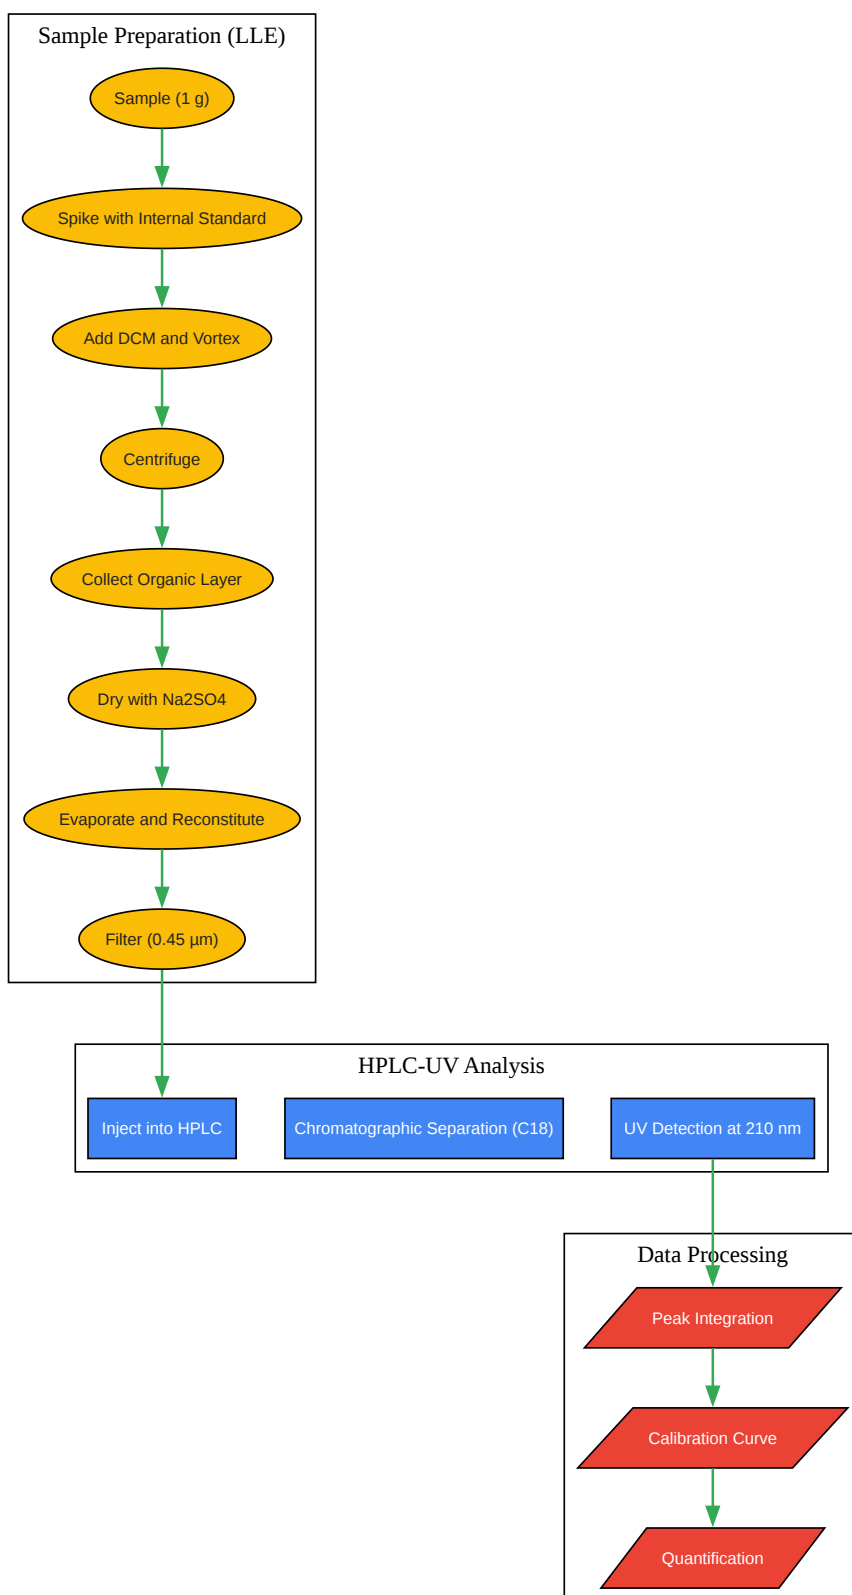 Sample Preparation (LLE)
Sample (1 g)
Spike with Internal Standard
Add DCM and Vortex
Centrifuge
Collect Organic Layer
Dry with Na2SO4
Evaporate and Reconstitute
Filter (0.45 µm)
HPLC-UV Analysis
Inject into HPLC
Chromatographic Separation (C18)
UV Detection at 210 nm
Data Processing
Peak Integration
Calibration Curve
Quantification